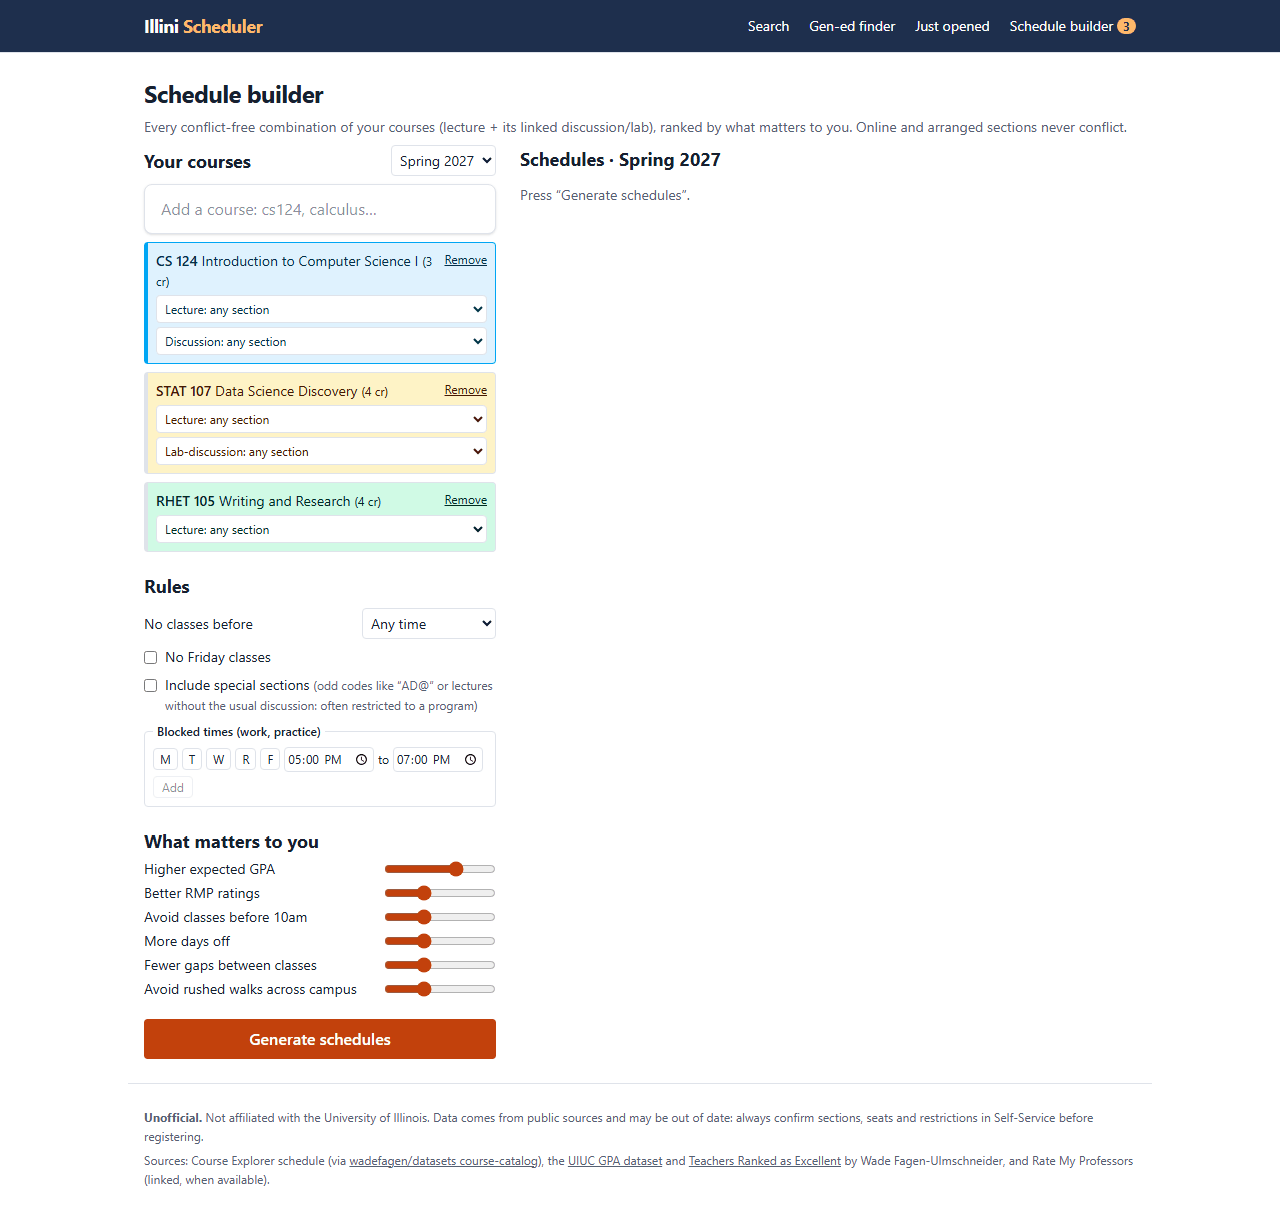 Illini Scheduler
Search
Gen-ed finder
Just opened
Schedule builder 3
Schedule builder
Every conflict-free combination of your courses (lecture + its linked discussion/lab), ranked by what matters to you. Online and arranged sections never conflict.
Your courses
Spring 2027
Add a course: cs124, calculus...
CS 124 Introduction to Computer Science I (3
cr)
Remove
Lecture: any section
Discussion: any section
STAT 107 Data Science Discovery (4 cr)
Remove
Lecture: any section
Lab-discussion: any section
RHET 105 Writing and Research (4 cr)
Remove
Lecture: any section
Rules
No classes before
Any time
No Friday classes
Include special sections (odd codes like “AD@” or lectures
without the usual discussion: often restricted to a program)
Blocked times (work, practice)
M T W R F 05:00 PM to 07:00 PM
Add
What matters to you
Higher expected GPA
Better RMP ratings
Avoid classes before 10am
More days off
Fewer gaps between classes
Avoid rushed walks across campus
Generate schedules
Schedules · Spring 2027
Press “Generate schedules”.
Unofficial. Not affiliated with the University of Illinois. Data comes from public sources and may be out of date: always confirm sections, seats and restrictions in Self-Service before
registering.
Sources: Course Explorer schedule (via wadefagen/datasets course-catalog), the UIUC GPA dataset and Teachers Ranked as Excellent by Wade Fagen-Ulmschneider, and Rate My Professors
(linked, when available).